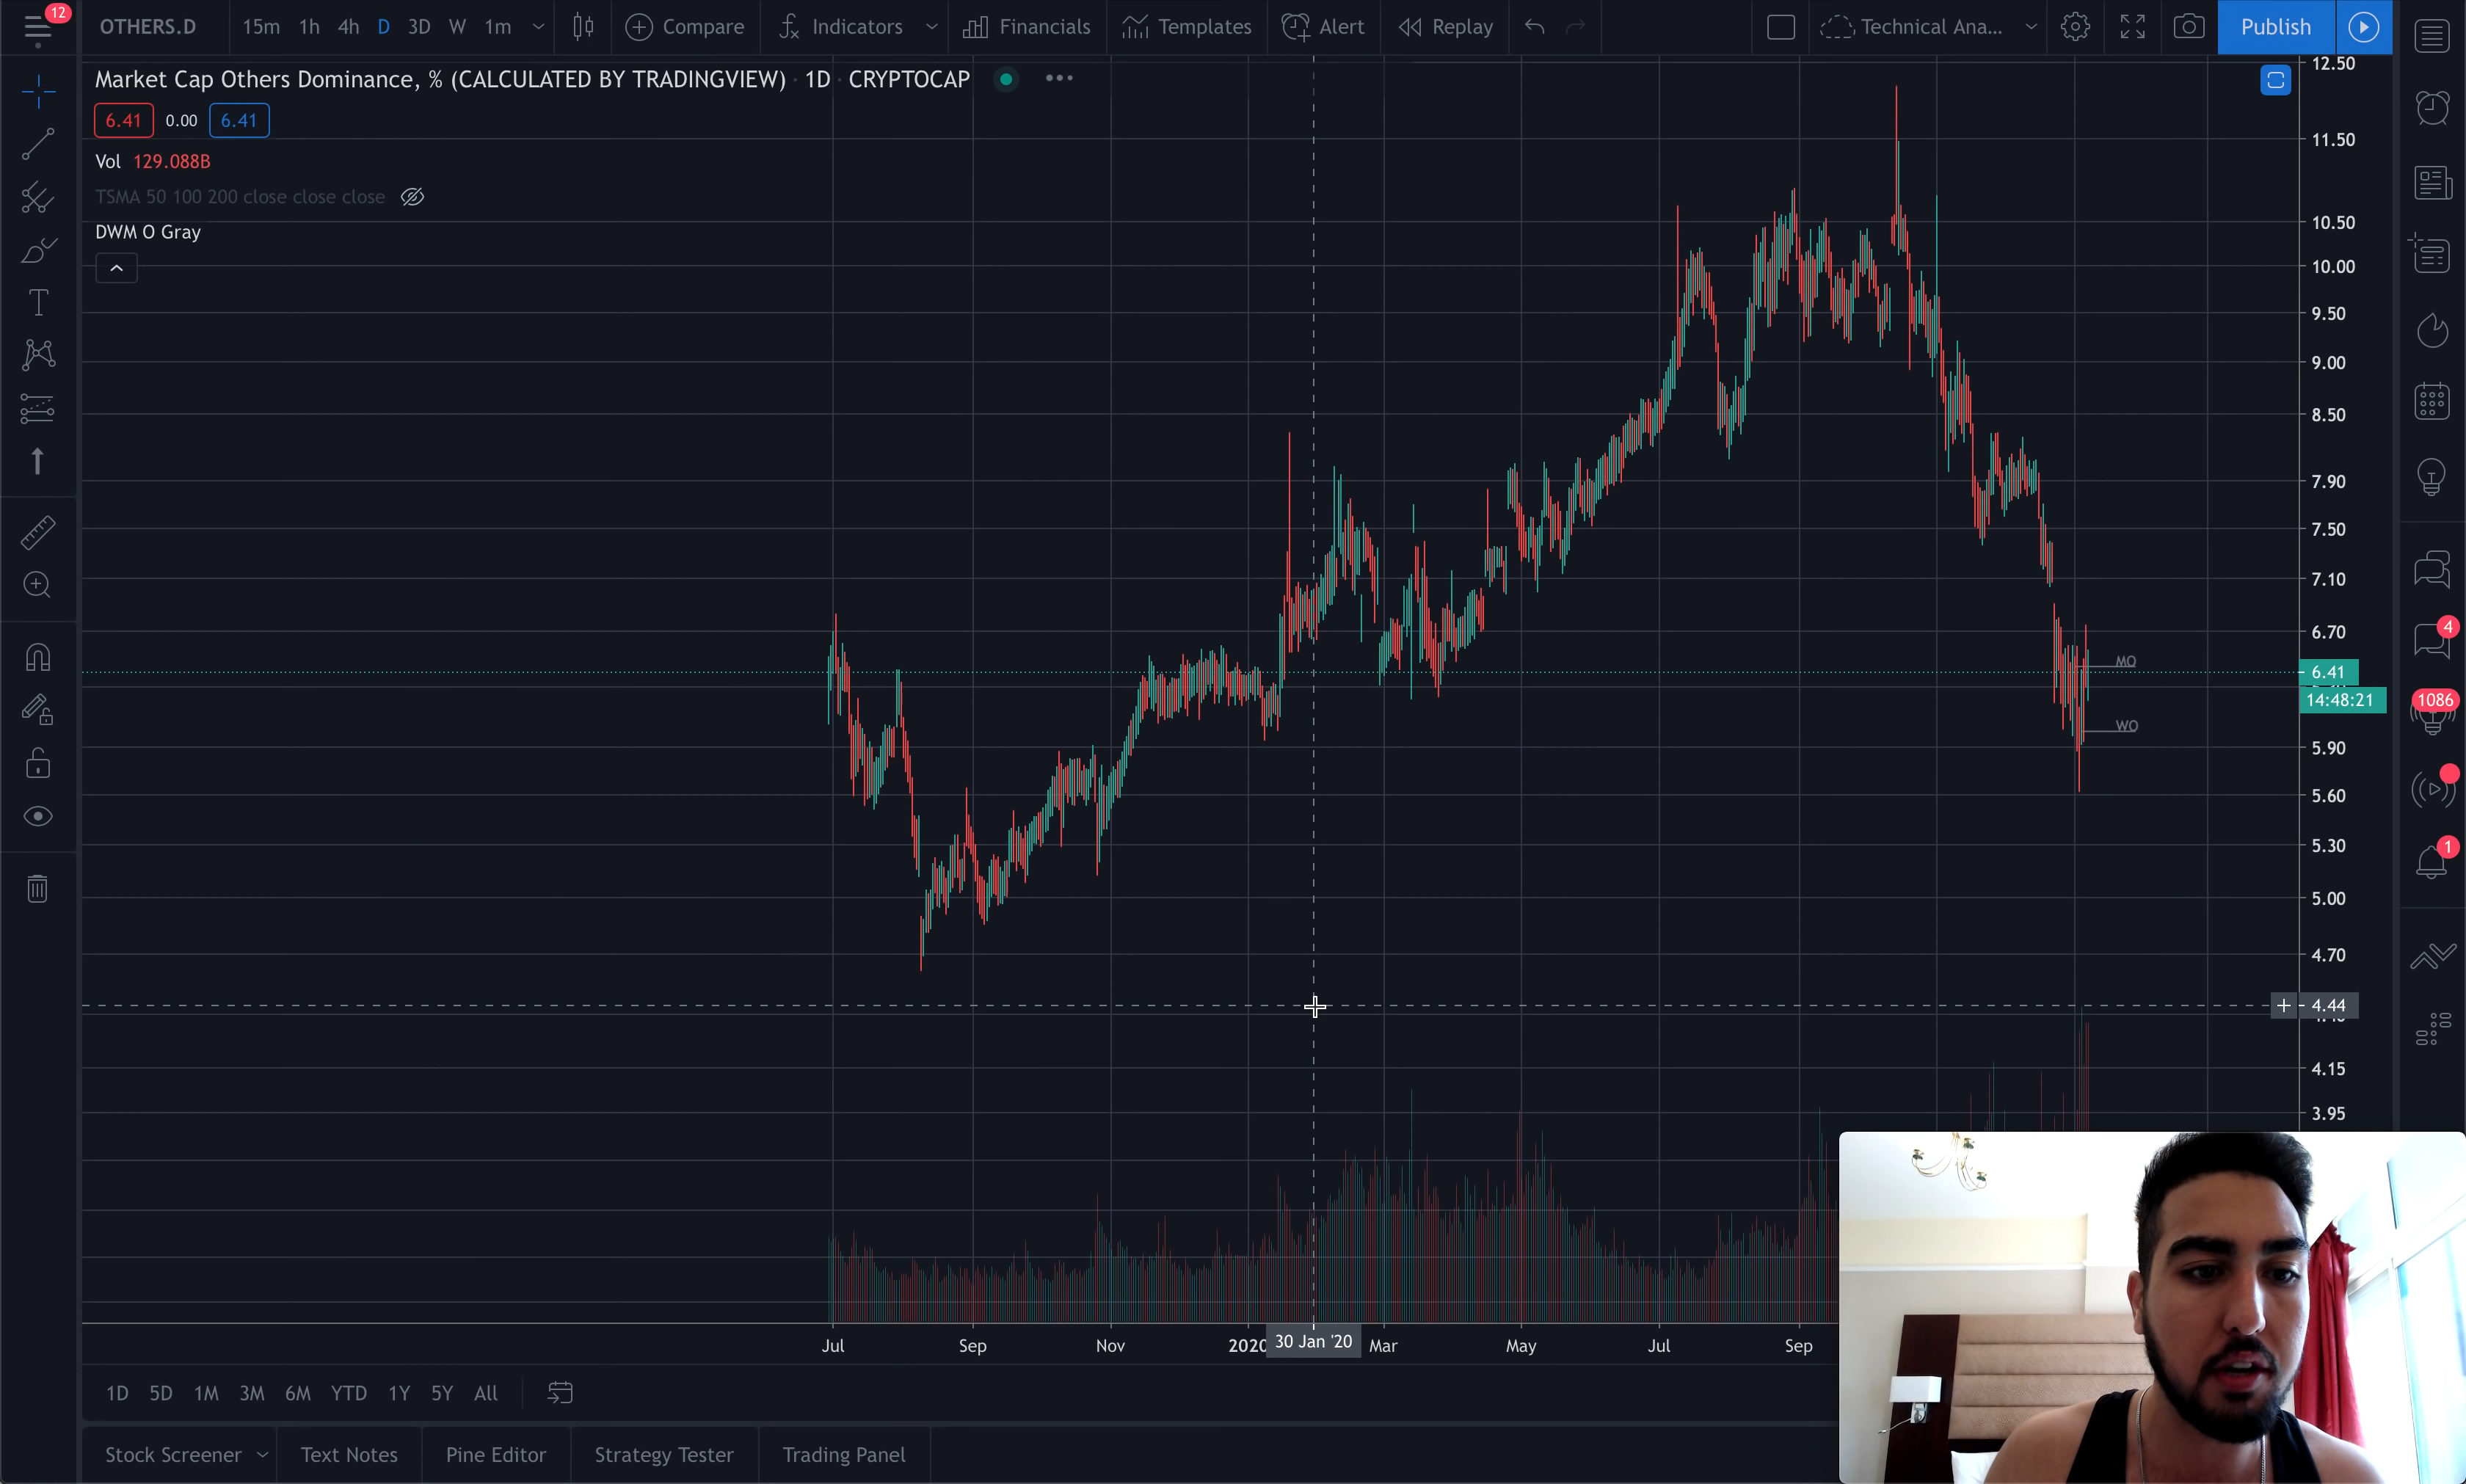 12
OTHERS.D 15m 1h 4h D 3D W 1m Compare Indicators Financials Templates Alert Replay Technical Ana... Publish
Market Cap Others Dominance, % (CALCULATED BY TRADINGVIEW) · 1D · CRYPTOCAP
6.41 0.00 6.41
Vol 129.088B
TSMA 50 100 200 close close close
DWM O Gray
12.50
11.50
10.50
10.00
9.50
9.00
8.50
7.90
7.50
7.10
6.70
MO
6.41
14:48:21
WO
5.90
5.60
5.30
5.00
4.70
4.44
4.15
3.95
4
1086
1
Jul Sep Nov 2020 30 Jan '20 Mar May Jul Sep
1D 5D 1M 3M 6M YTD 1Y 5Y All
Stock Screener Text Notes Pine Editor Strategy Tester Trading Panel